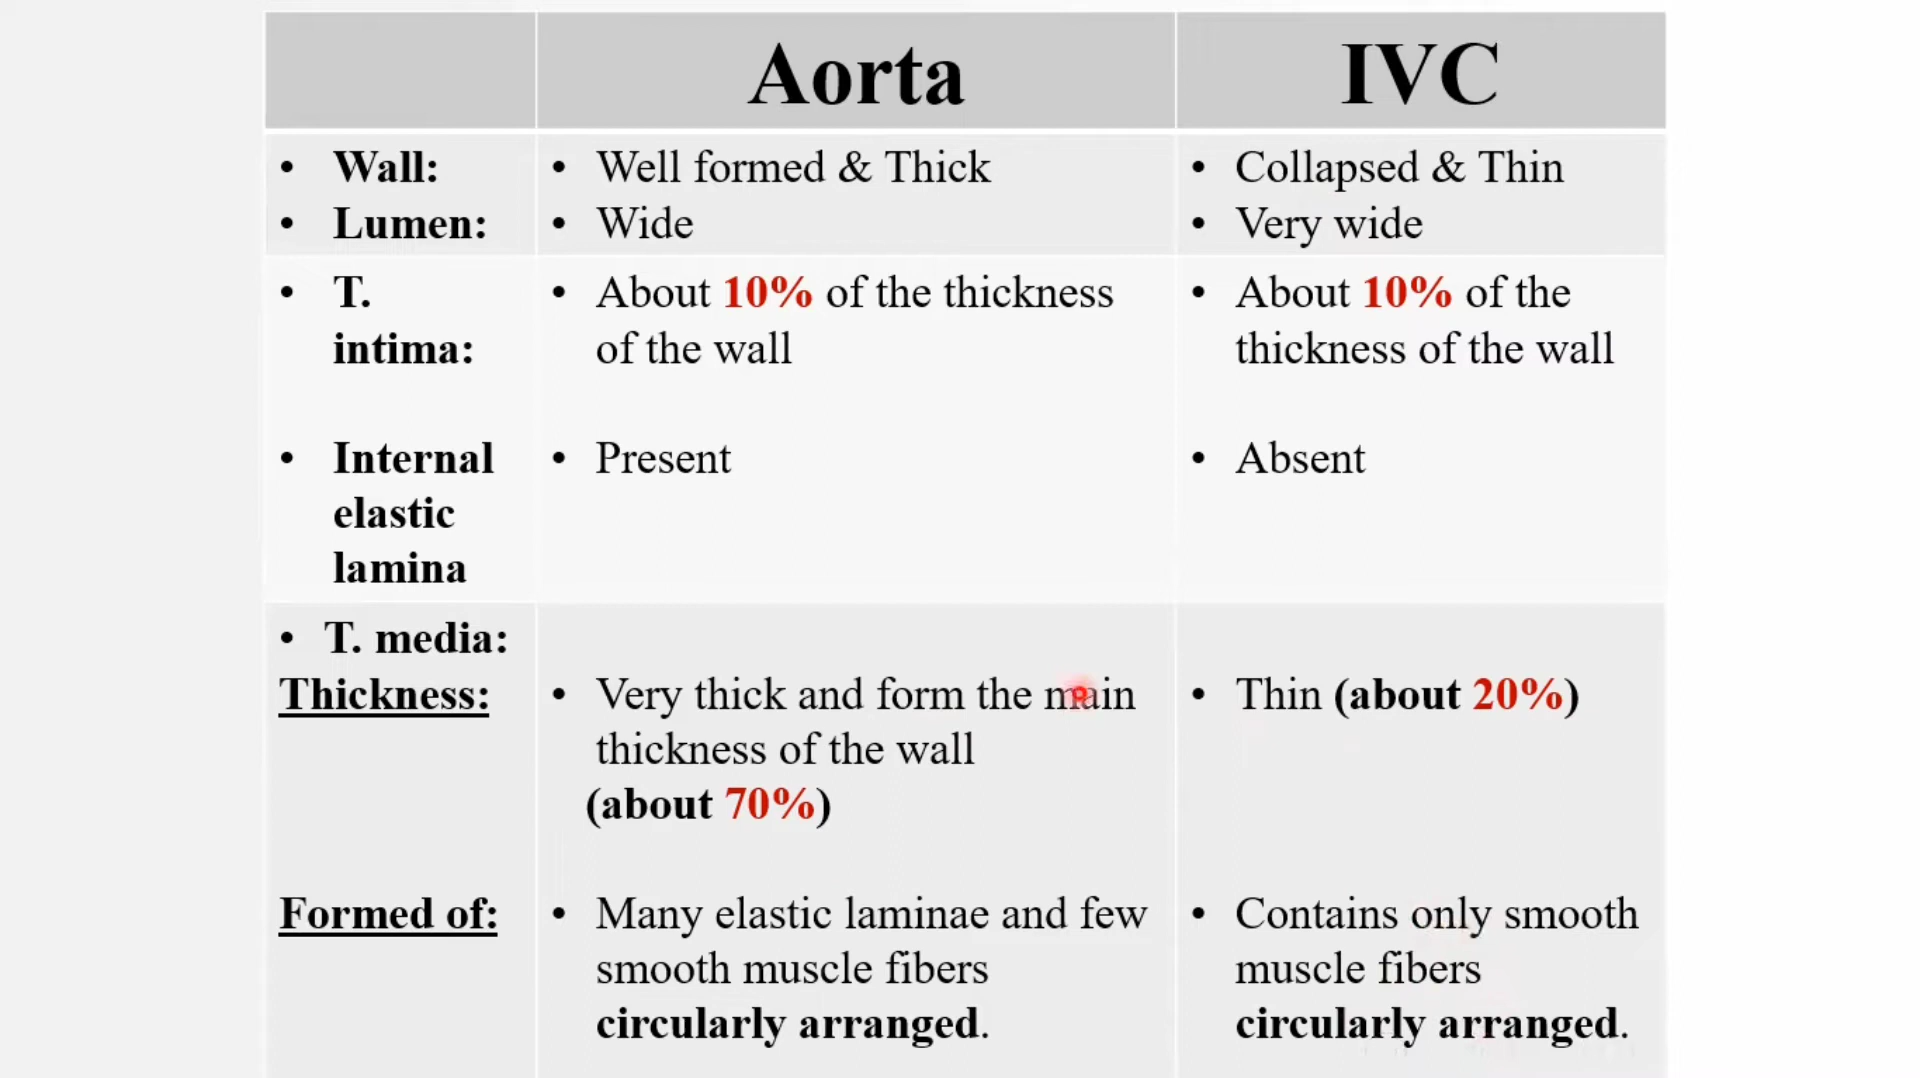 Aorta
IVC
• Wall:
• Well formed & Thick
• Collapsed & Thin
• Lumen:
• Wide
• Very wide
• T.
intima:
• About 10% of the thickness
of the wall
• About 10% of the
thickness of the wall
• Internal
elastic
lamina
• Present
• Absent
• T. media:
Thickness:
• Very thick and form the main
thickness of the wall
(about 70%)
• Thin (about 20%)
Formed of:
• Many elastic laminae and few
smooth muscle fibers
circularly arranged.
• Contains only smooth
muscle fibers
circularly arranged.